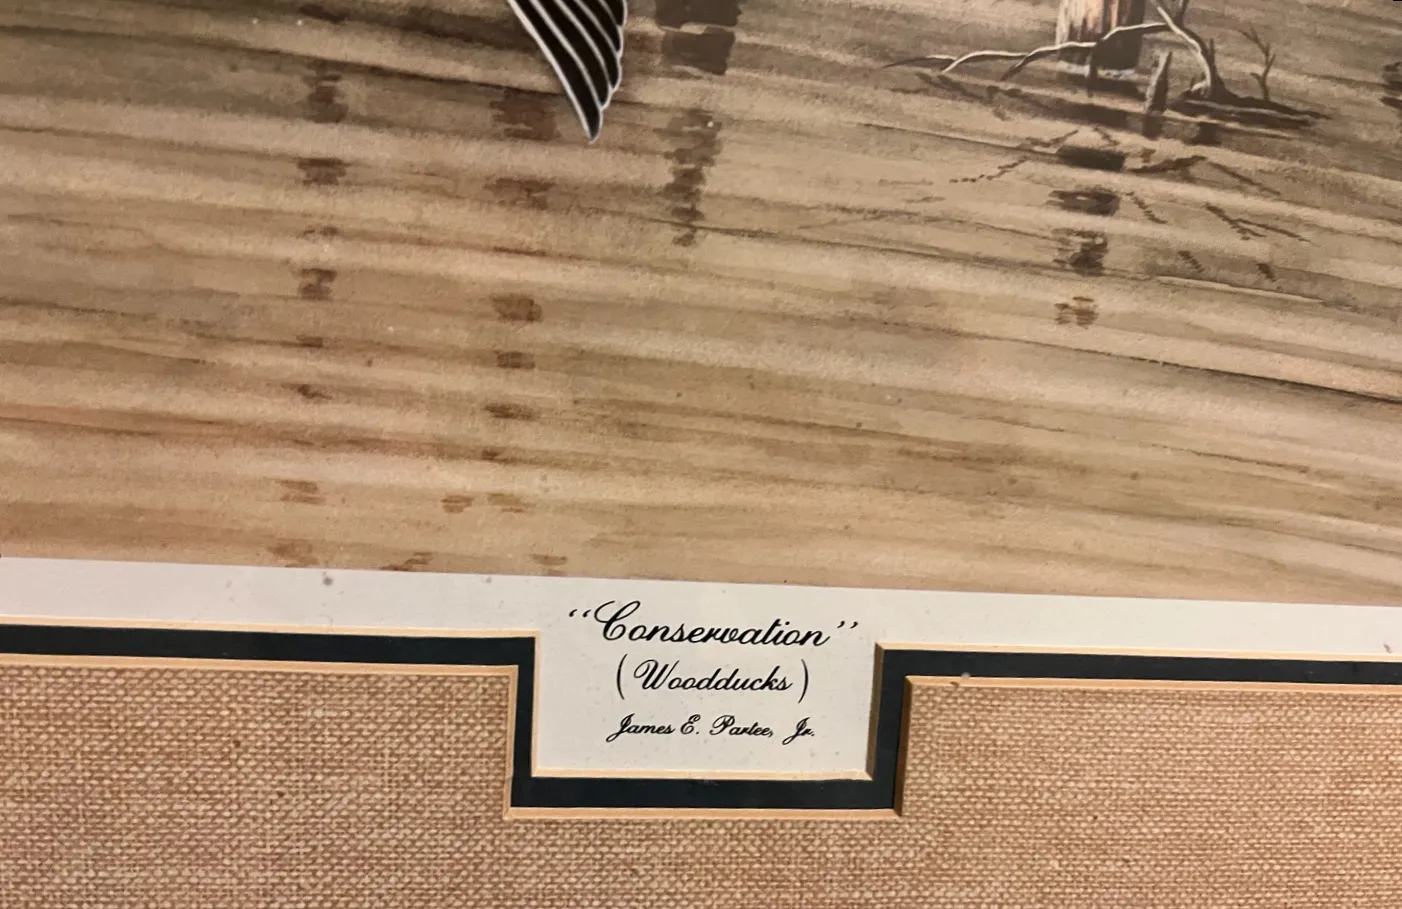 “Conservation”
(Woodducks)
James E. Partee, Jr.